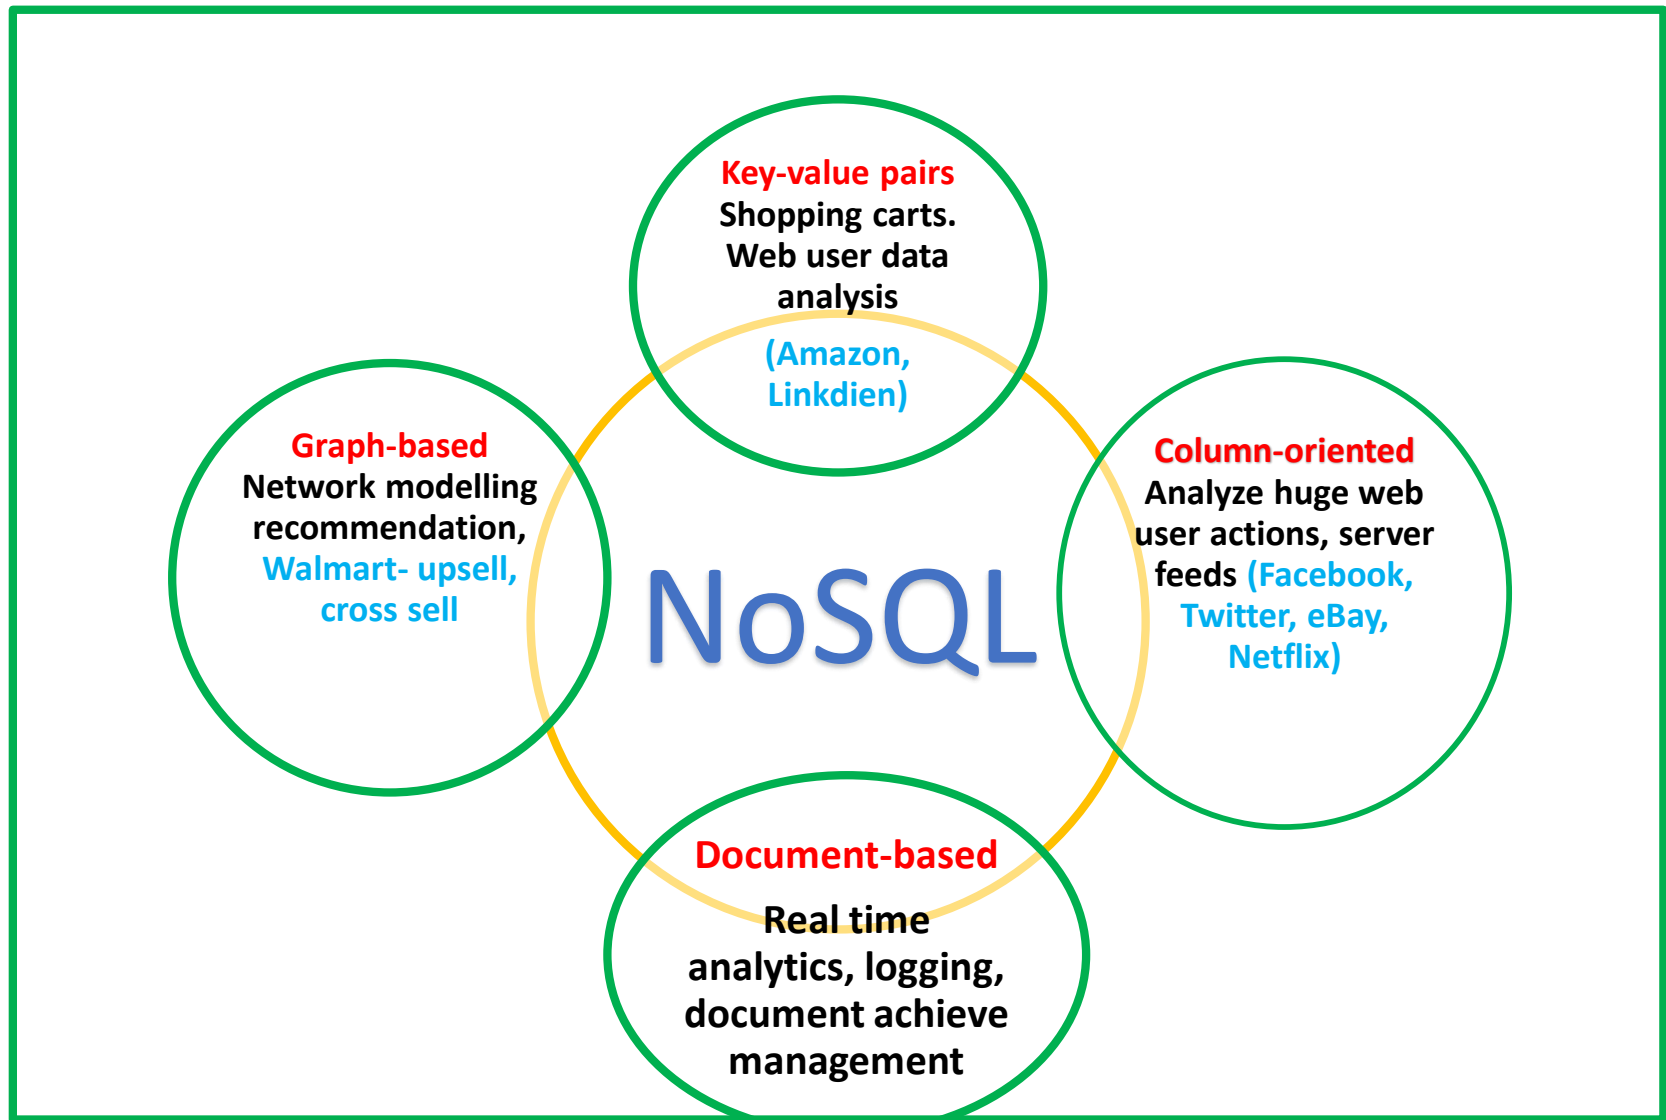 Key-value pairs
Shopping carts.
Web user data
analysis
(Amazon,
Linkdien)
Graph-based
Network modelling
recommendation,
Walmart- upsell,
cross sell
NoSQL
Column-oriented
Analyze huge web
user actions, server
feeds (Facebook,
Twitter, eBay,
Netflix)
Document-based
Real time
analytics, logging,
document achieve
management